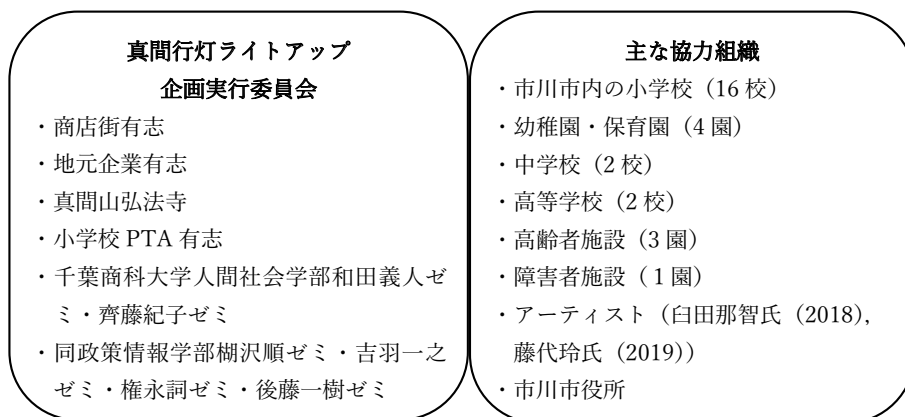 真間行灯ライトアップ
企画実行委員会
・商店街有志
・地元企業有志
・真間山弘法寺
・小学校 PTA 有志
・千葉商科大学人間社会学部和田義人ゼ
ミ・齊藤紀子ゼミ
・同政策情報学部楜沢順ゼミ・吉羽一之
ゼミ・権永詞ゼミ・後藤一樹ゼミ
主な協力組織
・市川市内の小学校（16 校）
・幼稚園・保育園（4 園）
・中学校（2 校）
・高等学校（2 校）
・高齢者施設（3 園）
・障害者施設（1 園）
・アーティスト（臼田那智氏（2018），
藤代玲氏（2019））
・市川市役所